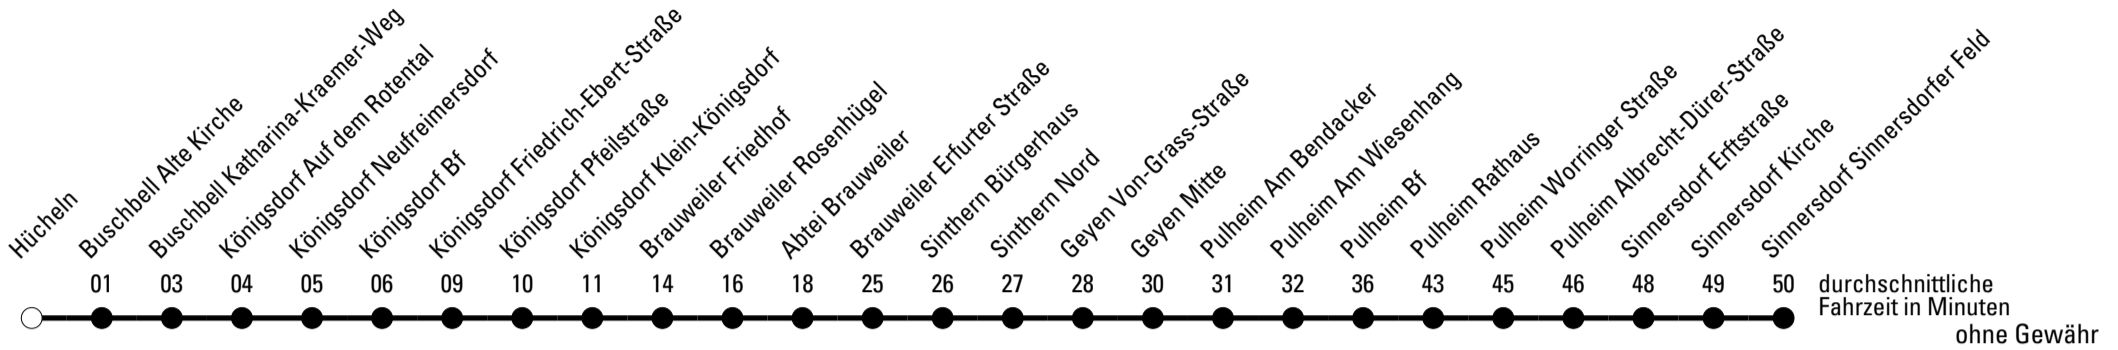 Hücheln
Buschbell Alte Kirche
Buschbell Katharina-Kraemer-Weg
Königsdorf Auf dem Rotental
Königsdorf Neufreimersdorf
Königsdorf Bf
Königsdorf Friedrich-Ebert-Straße
Königsdorf Pfeilstraße
Königsdorf Klein-Königsdorf
Brauweiler Friedhof
Brauweiler Rosenhügel
Abtei Brauweiler
Brauweiler Erfurter Straße
Sinthern Bürgerhaus
Sinthern Nord
Geyen Von-Grass-Straße
Geyen Mitte
Pulheim Am Bendacker
Pulheim Am Wiesenhang
Pulheim Bf
Pulheim Rathaus
Pulheim Worringer Straße
Pulheim Albrecht-Dürer-Straße
Sinnersdorf Erftstraße
Sinnersdorf Kirche
Sinnersdorf Sinnersdorfer Feld
01 03 04 05 06 09 10 11 14 16 18 25 26 27 28 30 31 32 36 43 45 46 48 49 50 durchschnittliche
Fahrzeit in Minuten
ohne Gewähr